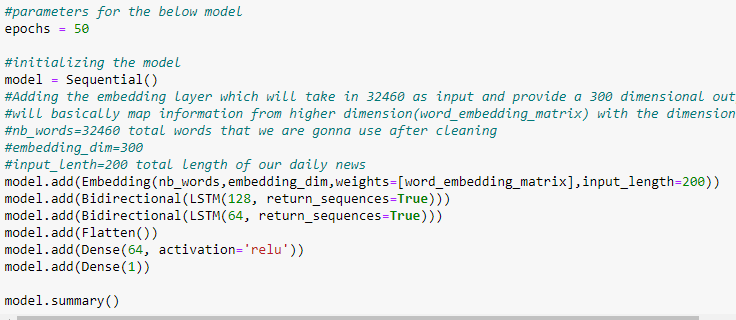 #parameters for the below model
epochs = 50
#initializing the model
model = Sequential()
#Adding the embedding layer which will take in 32460 as input and provide a 300 dimensional out
#will basically map information from higher dimension(word_embedding_matrix) with the dimension
#nb_words=32460 total words that we are gonna use after cleaning
#embedding_dim=300
#input_lenth=200 total length of our daily news
model.add(Embedding(nb_words,embedding_dim,weights=[word_embedding_matrix],input_length=200))
model.add(Bidirectional(LSTM(128, return_sequences=True)))
model.add(Bidirectional(LSTM(64, return_sequences=True)))
model.add(Flatten())
model.add(Dense(64, activation='relu'))
model.add(Dense(1))
model.summary()